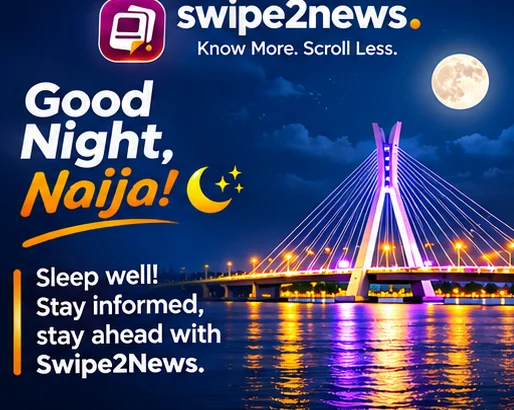 swipe2news.
Know More. Scroll Less.
Good
Night,
Naija!
Sleep well!
Stay informed,
stay ahead with
Swipe2News.